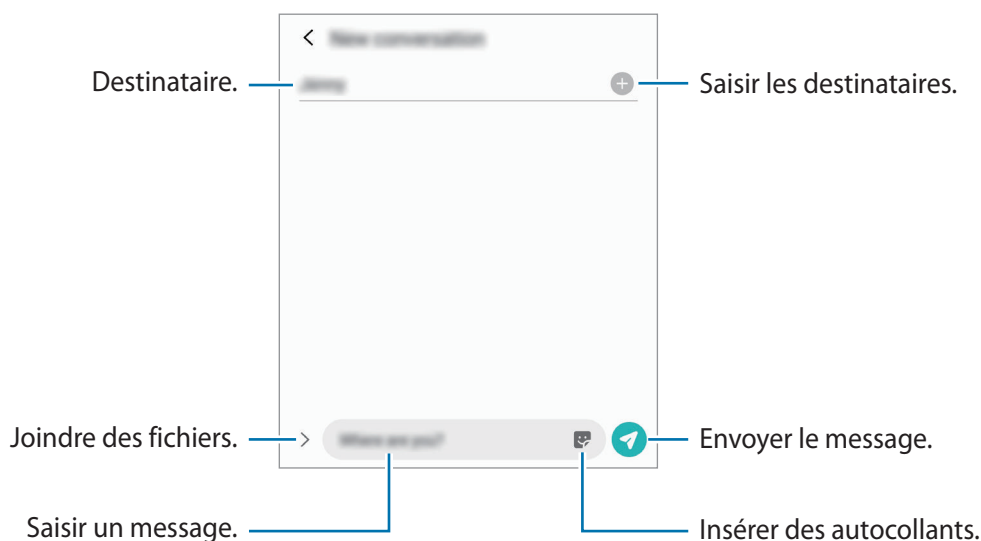 Destinataire.
Saisir les destinataires.
Joindre des fichiers.
Envoyer le message.
Saisir un message.
Insérer des autocollants.